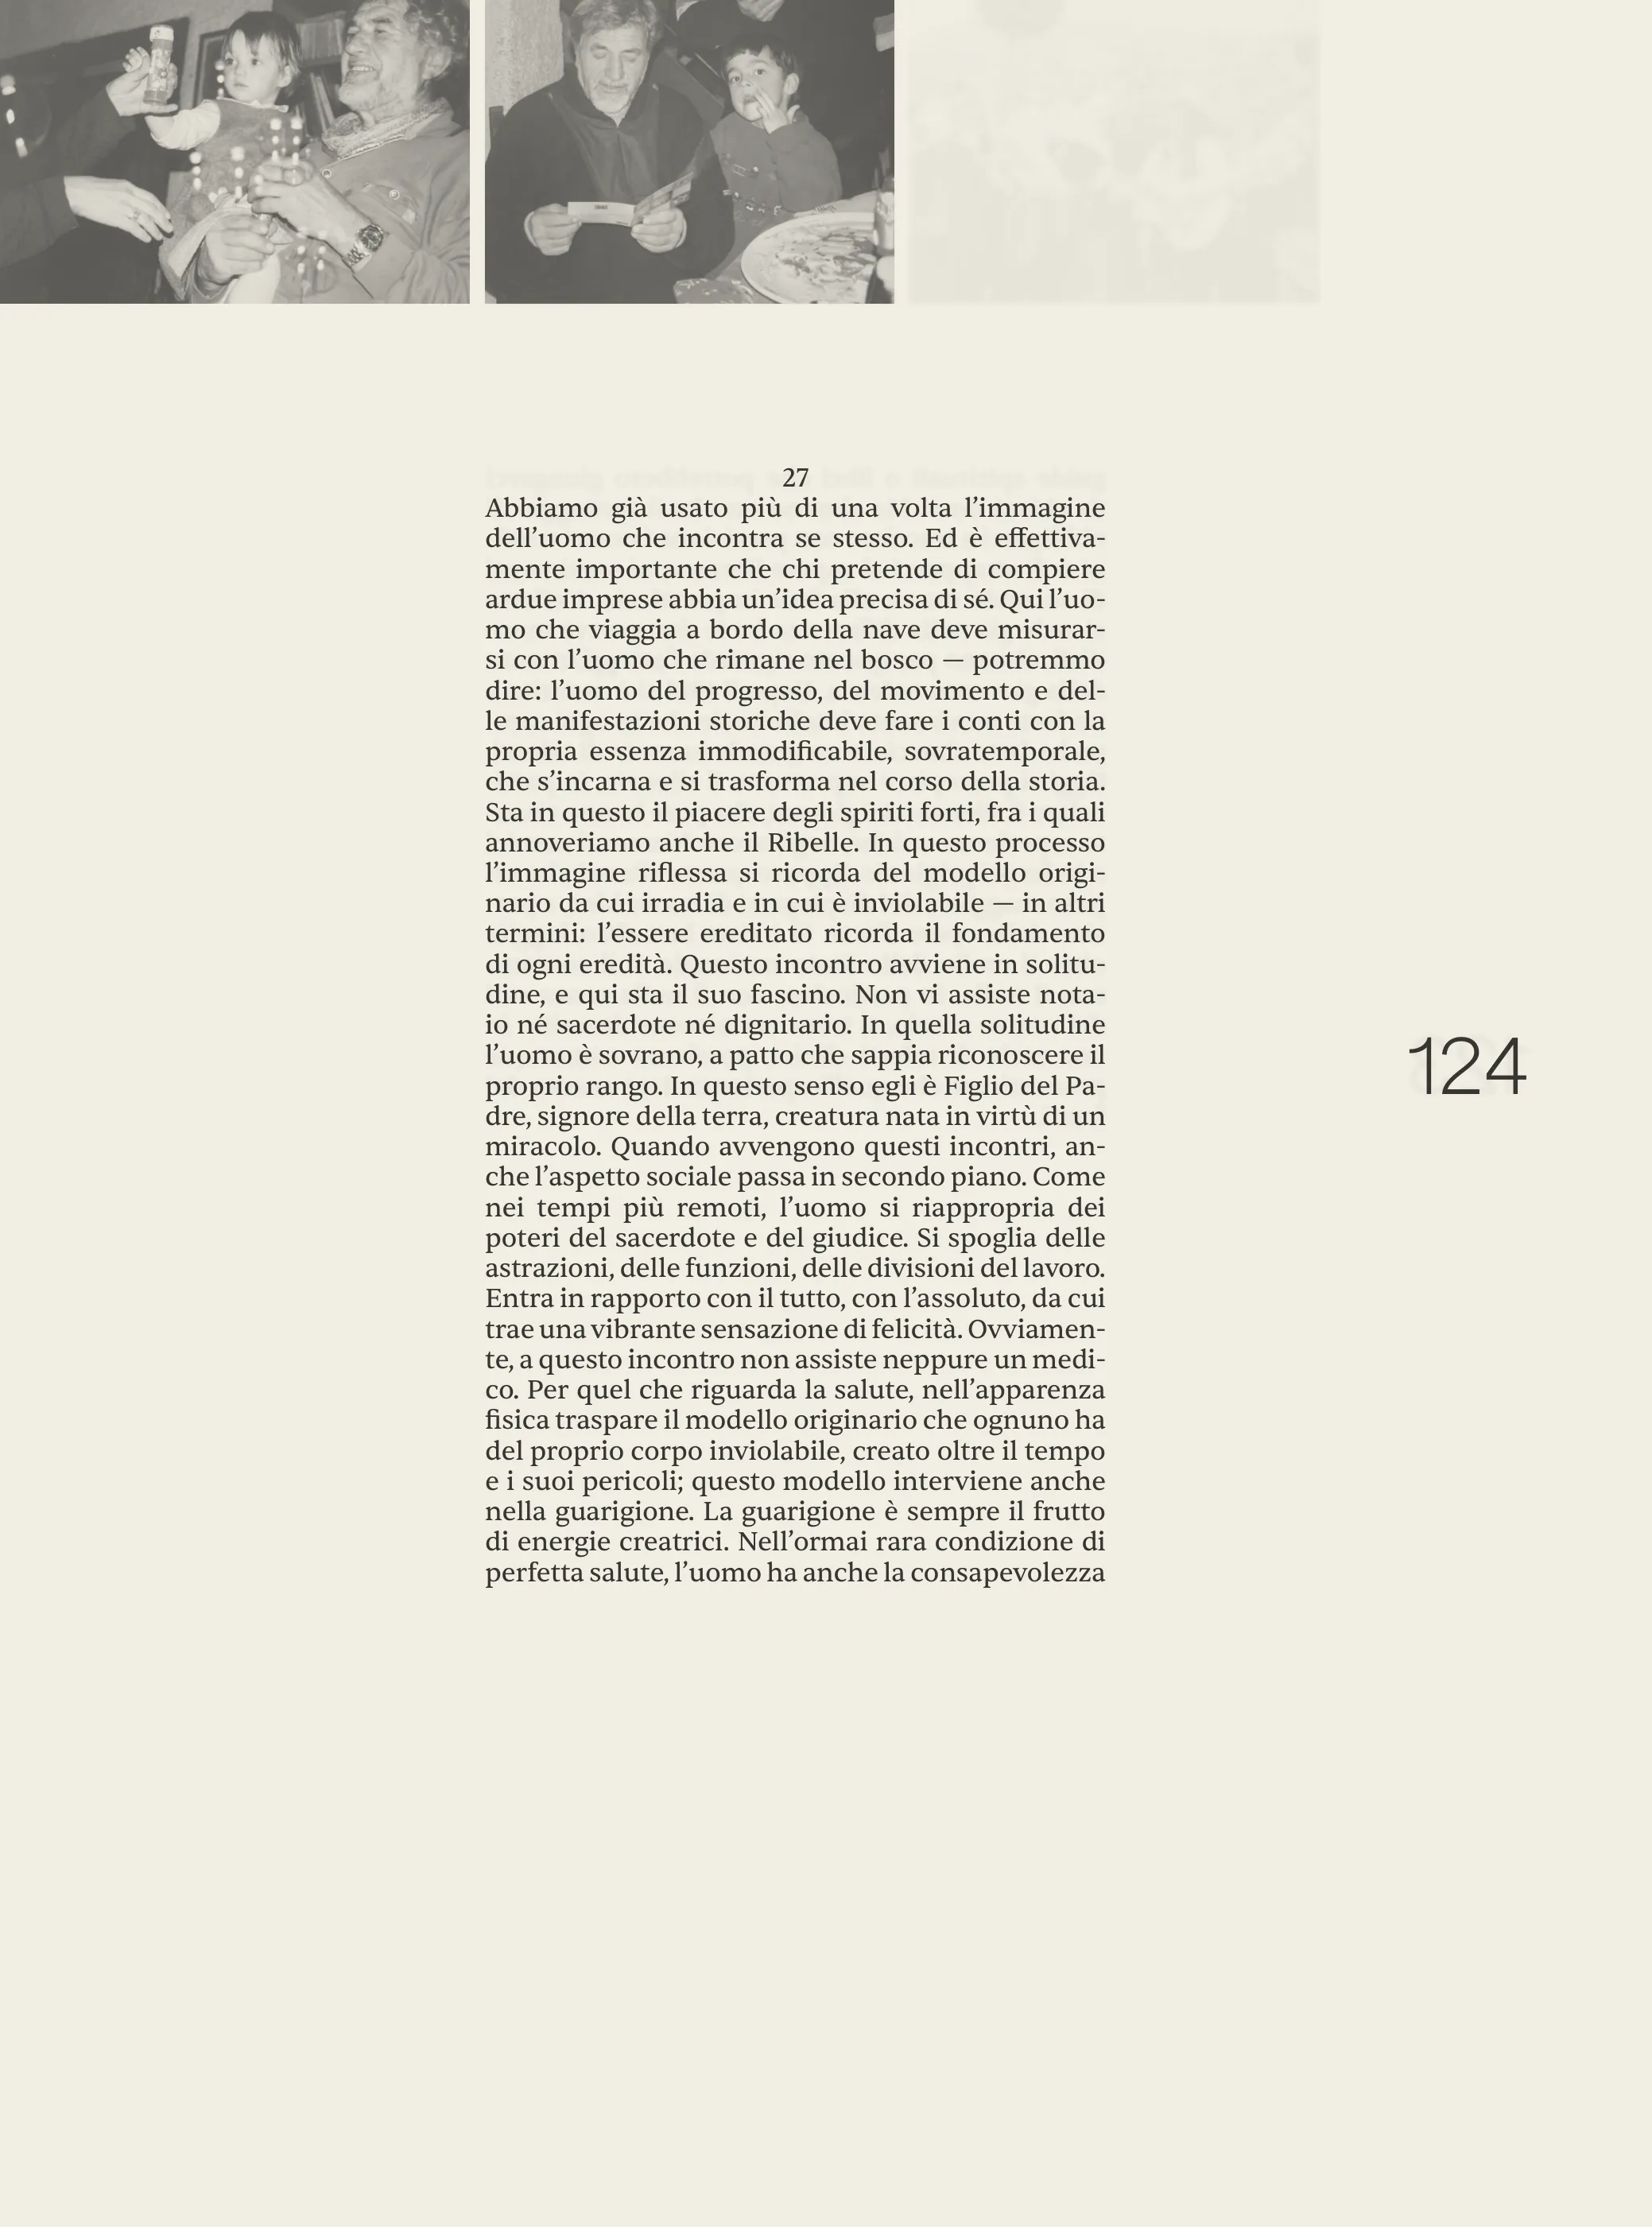 27
Abbiamo già usato più di una volta l’immagine
dell’uomo che incontra se stesso. Ed è effettiva-
mente importante che chi pretende di compiere
ardue imprese abbia un’idea precisa di sé. Qui l’uo-
mo che viaggia a bordo della nave deve misurar-
si con l’uomo che rimane nel bosco — potremmo
dire: l’uomo del progresso, del movimento e del-
le manifestazioni storiche deve fare i conti con la
propria essenza immodificabile, sovratemporale,
che s’incarna e si trasforma nel corso della storia.
Sta in questo il piacere degli spiriti forti, fra i quali
annoveriamo anche il Ribelle. In questo processo
l’immagine riflessa si ricorda del modello origi-
nario da cui irradia e in cui è inviolabile — in altri
termini: l’essere ereditato ricorda il fondamento
di ogni eredità. Questo incontro avviene in solitu-
dine, e qui sta il suo fascino. Non vi assiste nota-
io né sacerdote né dignitario. In quella solitudine
l’uomo è sovrano, a patto che sappia riconoscere il
proprio rango. In questo senso egli è Figlio del Pa-
dre, signore della terra, creatura nata in virtù di un
miracolo. Quando avvengono questi incontri, an-
che l’aspetto sociale passa in secondo piano. Come
nei tempi più remoti, l’uomo si riappropria dei
poteri del sacerdote e del giudice. Si spoglia delle
astrazioni, delle funzioni, delle divisioni del lavoro.
Entra in rapporto con il tutto, con l’assoluto, da cui
trae una vibrante sensazione di felicità. Ovviamen-
te, a questo incontro non assiste neppure un medi-
co. Per quel che riguarda la salute, nell’apparenza
fisica traspare il modello originario che ognuno ha
del proprio corpo inviolabile, creato oltre il tempo
e i suoi pericoli; questo modello interviene anche
nella guarigione. La guarigione è sempre il frutto
di energie creatrici. Nell’ormai rara condizione di
perfetta salute, l’uomo ha anche la consapevolezza
124